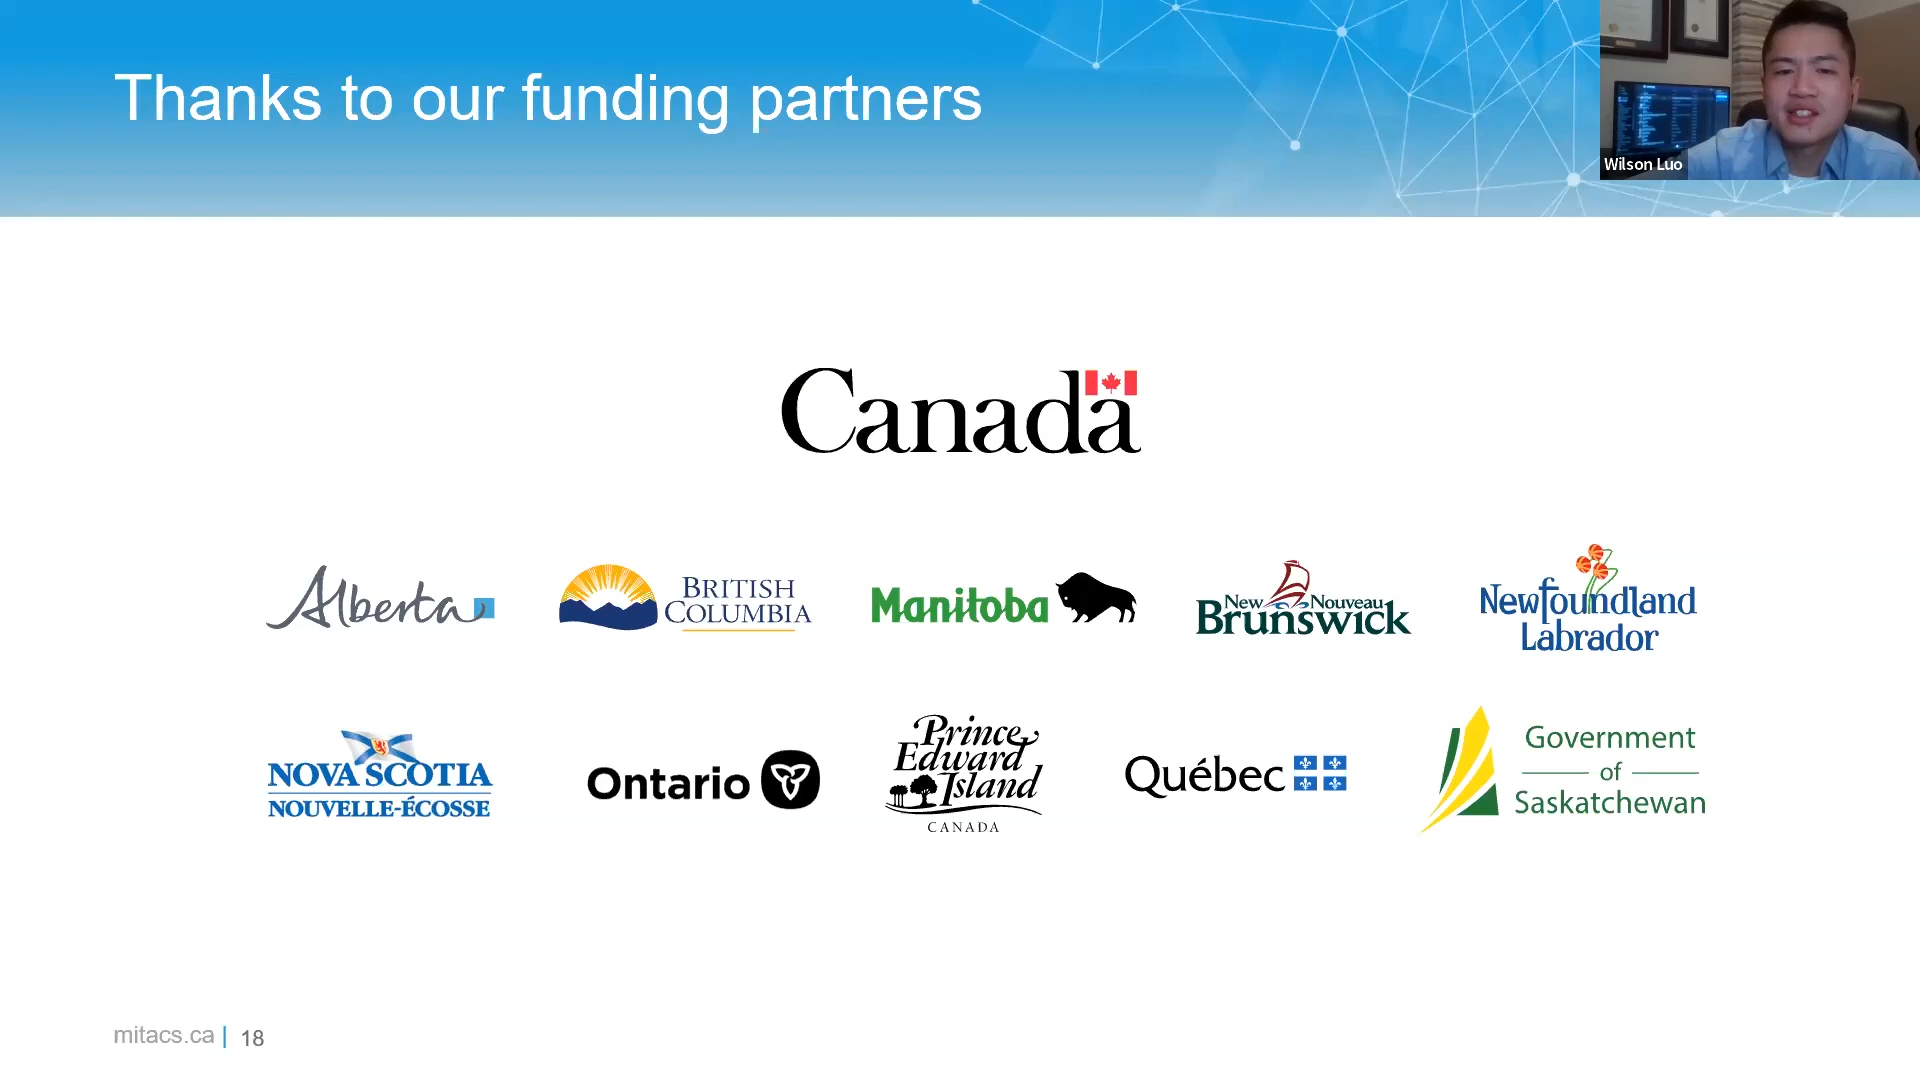 Thanks to our funding partners
Wilson Luo
Canada
Alberta
BRITISH
COLUMBIA
Manitoba
New Nouveau
Brunswick
Newfoundland
Labrador
NOVA SCOTIA
NOUVELLE-ÉCOSSE
Ontario
Prince
Edward
Island
CANADA
Québec
Government
of
Saskatchewan
mitacs.ca | 18